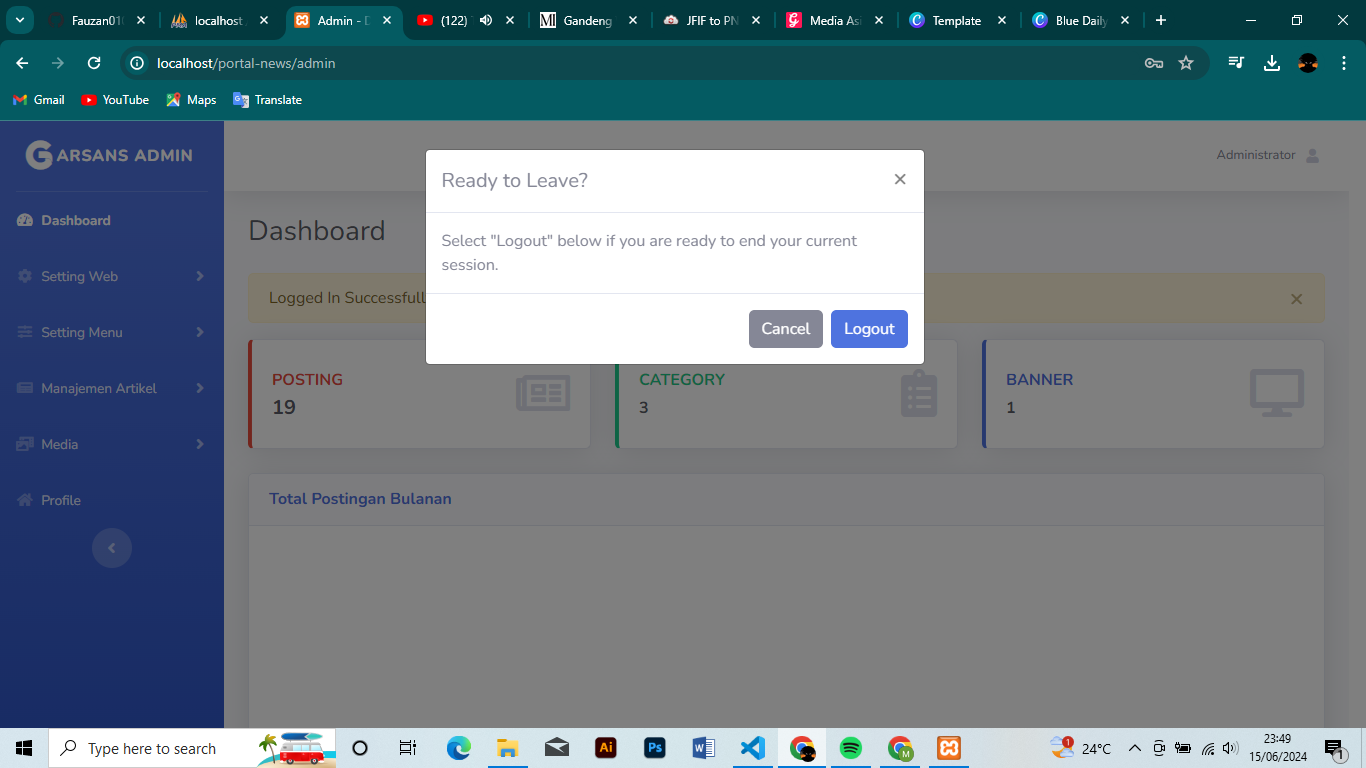 Fauzan01
localhost
Admin - D
(122)
Gandeng
JFIF to PN
Media Asi
Template
Blue Daily
localhost/portal-news/admin
Gmail
YouTube
Maps
Translate
GARSANS ADMIN
Administrator
Ready to Leave?
Select "Logout" below if you are ready to end your current
session.
Cancel
Logout
Dashboard
Setting Web
Setting Menu
Manajemen Artikel
Media
Profile
Dashboard
Logged In Successfull
POSTING
19
CATEGORY
3
BANNER
1
Total Postingan Bulanan
Type here to search
24°C
23:49
15/06/2024